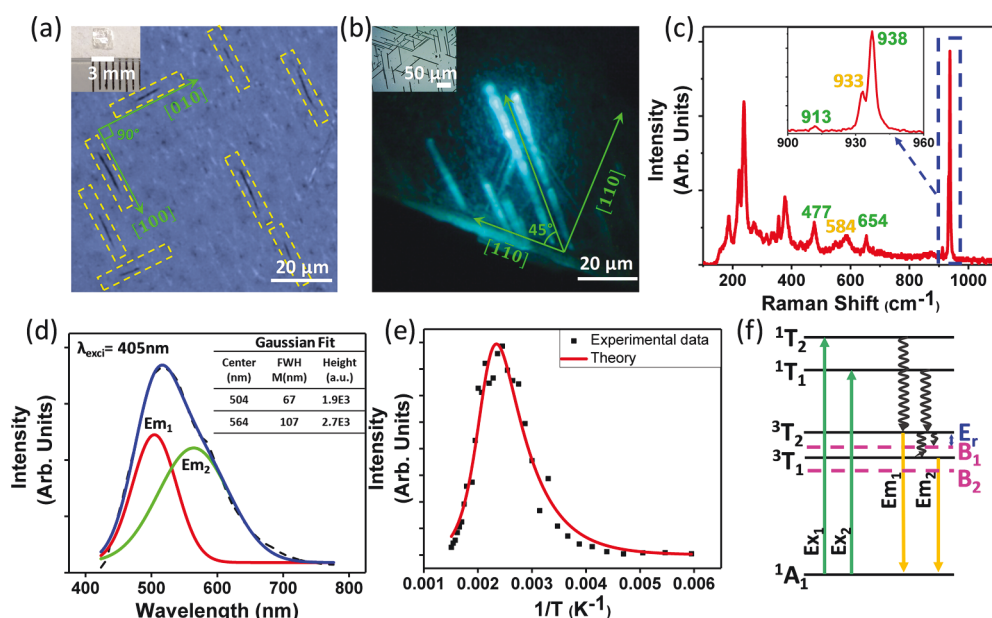 (a)
3 mm
[010]
90°
[100]
20 μm
(b)
50 μm
[110]
45°
[110]
20 μm
(c)
Intensity
(Arb. Units)
938
933
913
900 930 960
477
584
654
200 400 600 800 1000
Raman Shift (cm-1)
(d)
λexci= 405nm
Gaussian Fit
Center FWH Height
(nm) M(nm) (a.u.)
504 67 1.9E3
564 107 2.7E3
Em1
Em2
Intensity
(Arb. Units)
400 500 600 700 800
Wavelength (nm)
(e)
Experimental data
Theory
Intensity
(Arb. Units)
0.001 0.002 0.003 0.004 0.005 0.006
1/T (K-1)
(f)
1T2
1T1
3T2
Er
B1
3T1
B2
Ex1
Ex2
Em1
Em2
1A1